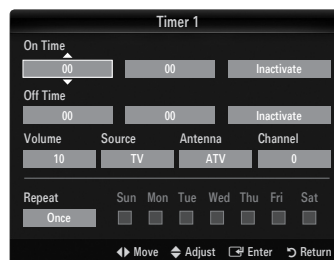 Timer 1
On Time
00 00 Inactivate
Off Time
00 00 Inactivate
Volume Source Antenna Channel
10 TV ATV 0
Repeat Sun Mon Tue Wed Thu Fri Sat
Once
Move Adjust Enter Return